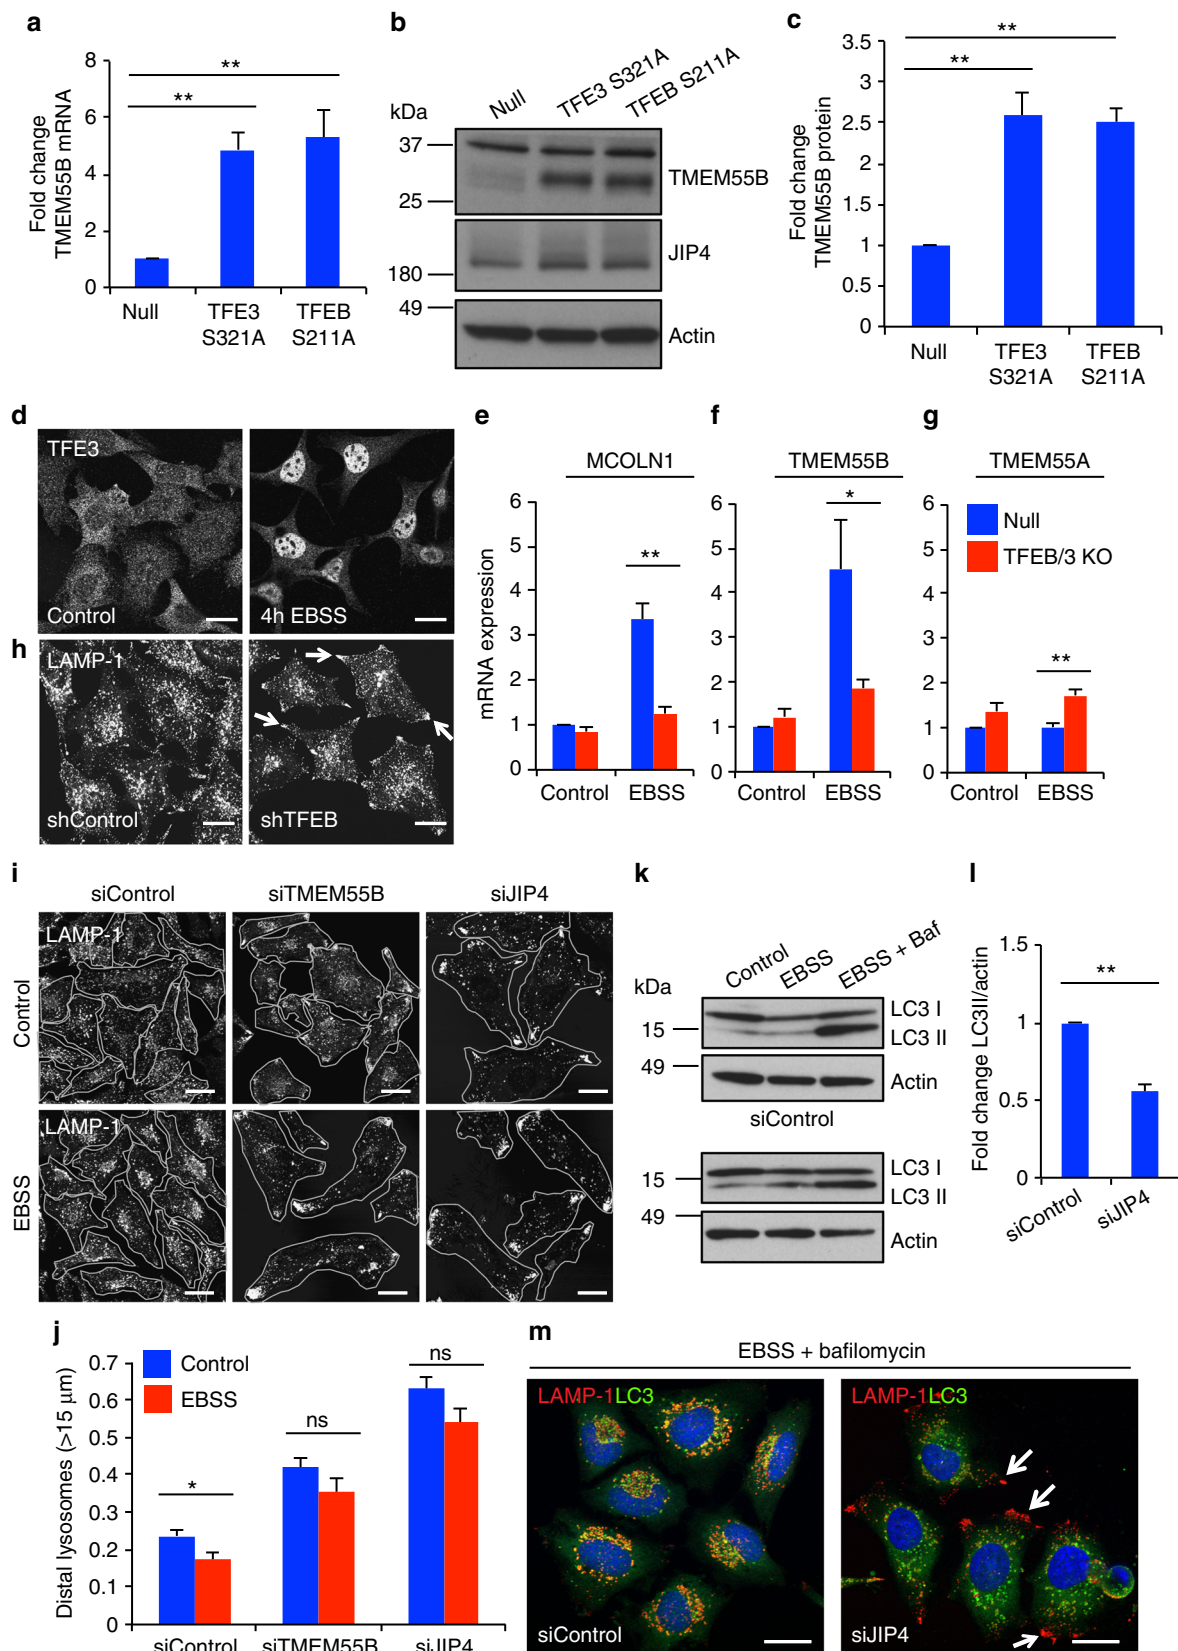 a
Fold change
TMEM55B mRNA
8
6
4
2
0
**
**
Null
TFE3
S321A
TFEB
S211A
b
kDa
Null
TFE3 S321A
TFEB S211A
37
25
TMEM55B
180
JIP4
49
Actin
c
Fold change
TMEM55B protein
3.5
3
2.5
2
1.5
1
0.5
0
**
**
Null
TFE3
S321A
TFEB
S211A
d
TFE3
Control
4h EBSS
e
MCOLN1
mRNA expression
6
5
4
3
2
1
0
**
Control
EBSS
f
TMEM55B
6
5
4
3
2
1
0
*
Control
EBSS
g
TMEM55A
6
5
4
3
2
1
0
Null
TFEB/3 KO
**
Control
EBSS
h
LAMP-1
shControl
shTFEB
i
siControl
siTMEM55B
siJIP4
Control
LAMP-1
EBSS
LAMP-1
k
kDa
Control
EBSS
EBSS + Baf
LC3 I
15
LC3 II
49
Actin
siControl
LC3 I
15
LC3 II
49
Actin
l
Fold change LC3II/actin
1.5
1
0.5
0
**
siControl
siJIP4
j
Distal lysosomes (>15 µm)
0.7
0.6
0.5
0.4
0.3
0.2
0.1
0
Control
EBSS
*
ns
ns
siControl
siTMEM55B
siJIP4
m
EBSS + bafilomycin
LAMP-1LC3
siControl
LAMP-1LC3
siJIP4